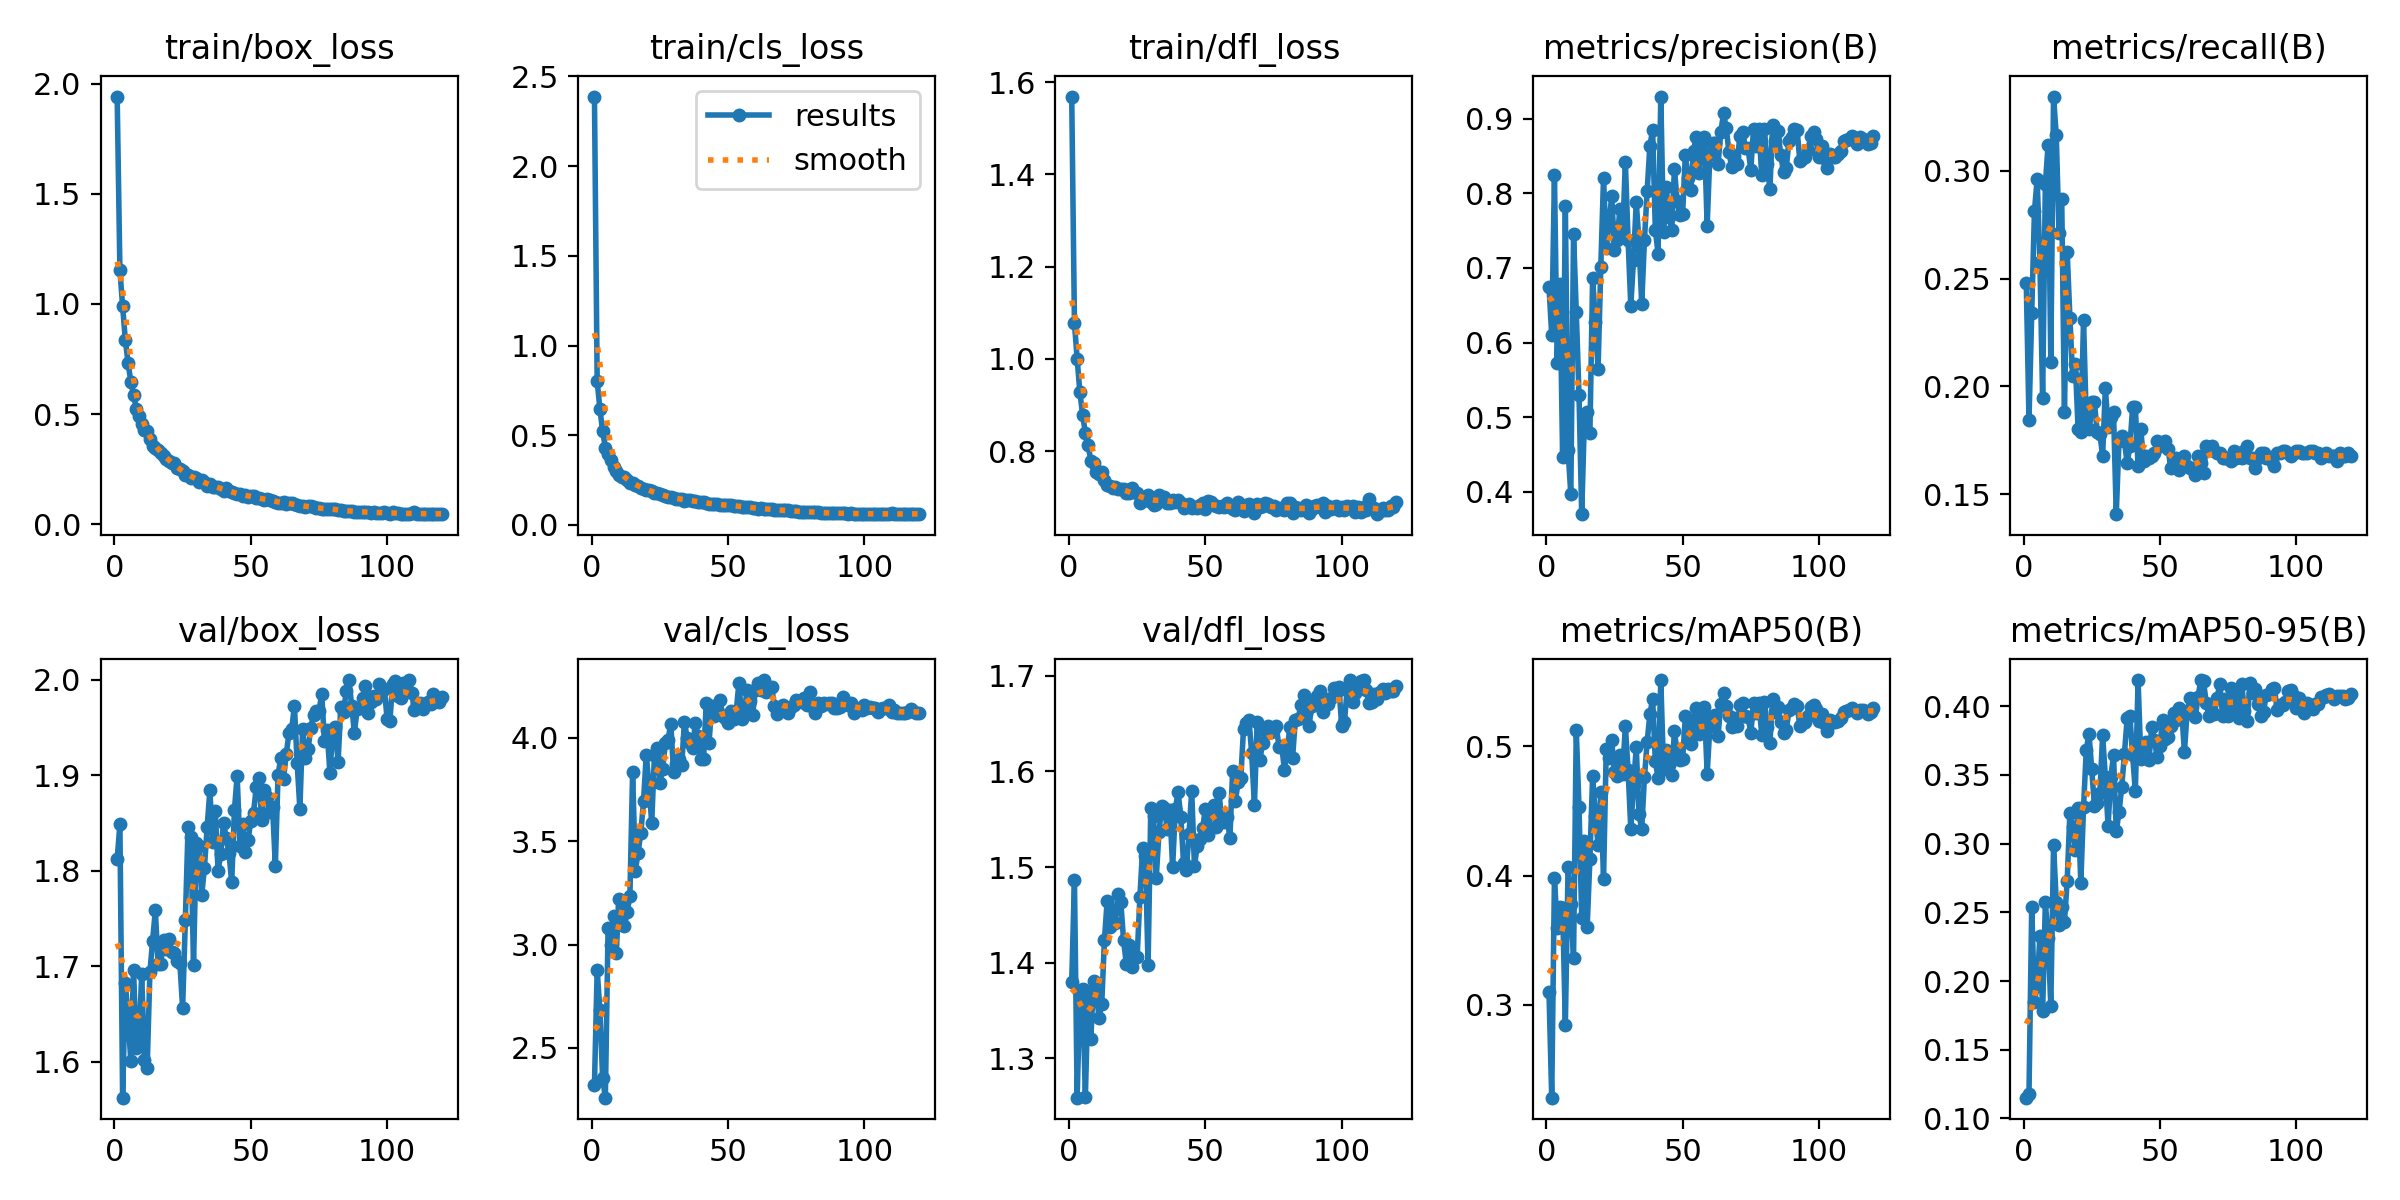 train/box_loss
2.0
1.5
1.0
0.5
0.0
0 50 100
train/cls_loss
results
smooth
2.5
2.0
1.5
1.0
0.5
0.0
0 50 100
train/dfl_loss
1.6
1.4
1.2
1.0
0.8
0 50 100
metrics/precision(B)
0.9
0.8
0.7
0.6
0.5
0.4
0 50 100
metrics/recall(B)
0.30
0.25
0.20
0.15
0 50 100
val/box_loss
2.0
1.9
1.8
1.7
1.6
0 50 100
val/cls_loss
4.0
3.5
3.0
2.5
0 50 100
val/dfl_loss
1.7
1.6
1.5
1.4
1.3
0 50 100
metrics/mAP50(B)
0.5
0.4
0.3
0 50 100
metrics/mAP50-95(B)
0.40
0.35
0.30
0.25
0.20
0.15
0.10
0 50 100